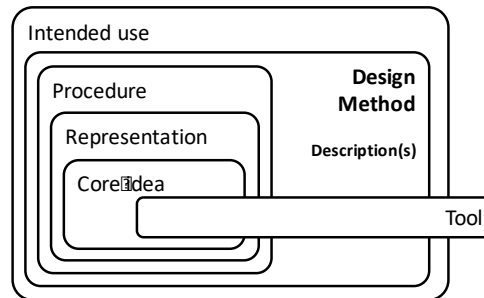 Intended use
Procedure
Design
Method
Representation
Description(s)
Core Idea
Tool